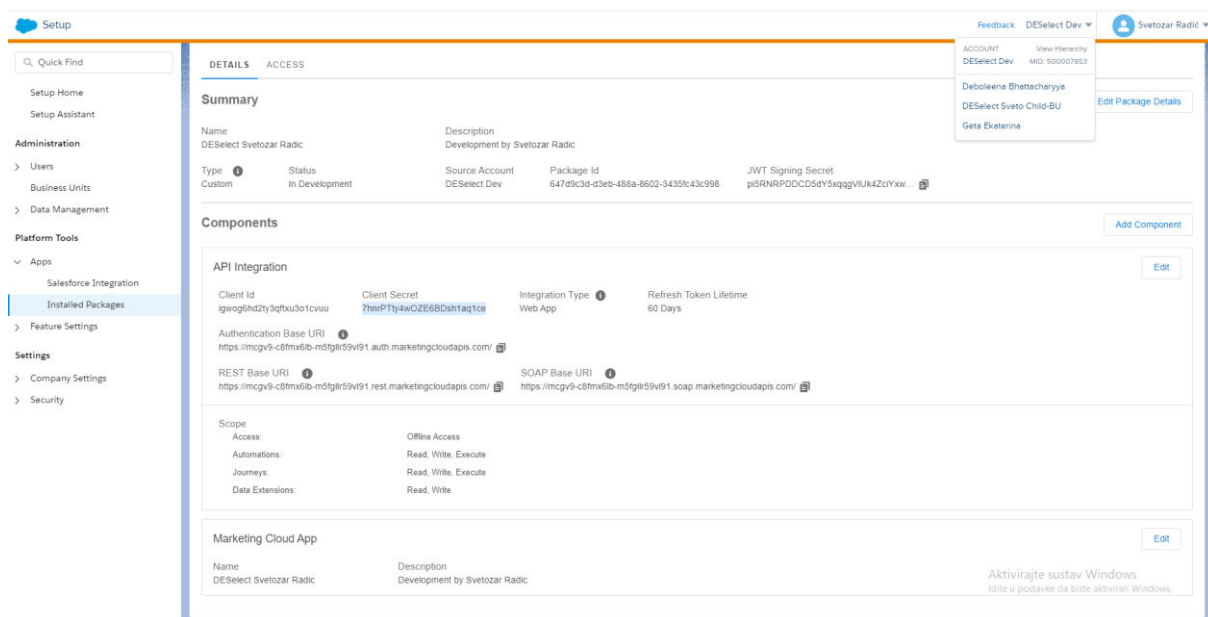 Setup
Feedback DESelect Dev Svetozar Radić
Quick Find
Setup Home
Setup Assistant
Administration
Users
Business Units
Data Management
Platform Tools
Apps
Salesforce Integration
Installed Packages
Feature Settings
Settings
Company Settings
Security
ACCOUNT View Hierarchy
DESelect Dev MID: 500007853
Deboleena Bhattacharyya
DESelect Sveto Child-BU
Geta Ekaterina
DETAILS ACCESS
Summary Edit Package Details
Name Description
DESelect Svetozar Radic Development by Svetozar Radic
Type Status Source Account Package Id JWT Signing Secret
Custom In Development DESelect Dev 647d9c3d-d3eb-488a-8602-3435fc43c998 pi5RNRPDDCD5dY5xqqgVlUk4ZciYxw...
Components Add Component
API Integration Edit
Client Id Client Secret Integration Type Refresh Token Lifetime
igwog6hd2ty3qftxu3o1cvuu 7hnrPTty4wOZE6BDsh1aq1ce Web App 60 Days
Authentication Base URI
https://mcgv9-c8fmx6lb-m5fgllr59vl91.auth.marketingcloudapis.com/
REST Base URI SOAP Base URI
https://mcgv9-c8fmx6lb-m5fgllr59vl91.rest.marketingcloudapis.com/ https://mcgv9-c8fmx6lb-m5fgllr59vl91.soap.marketingcloudapis.com/
Scope
Access: Offline Access
Automations: Read, Write, Execute
Journeys: Read, Write, Execute
Data Extensions: Read, Write
Marketing Cloud App Edit
Name Description
DESelect Svetozar Radic Development by Svetozar Radic
Aktivirajte sustav Windows
Idite u postavke da biste aktivirali Windows.